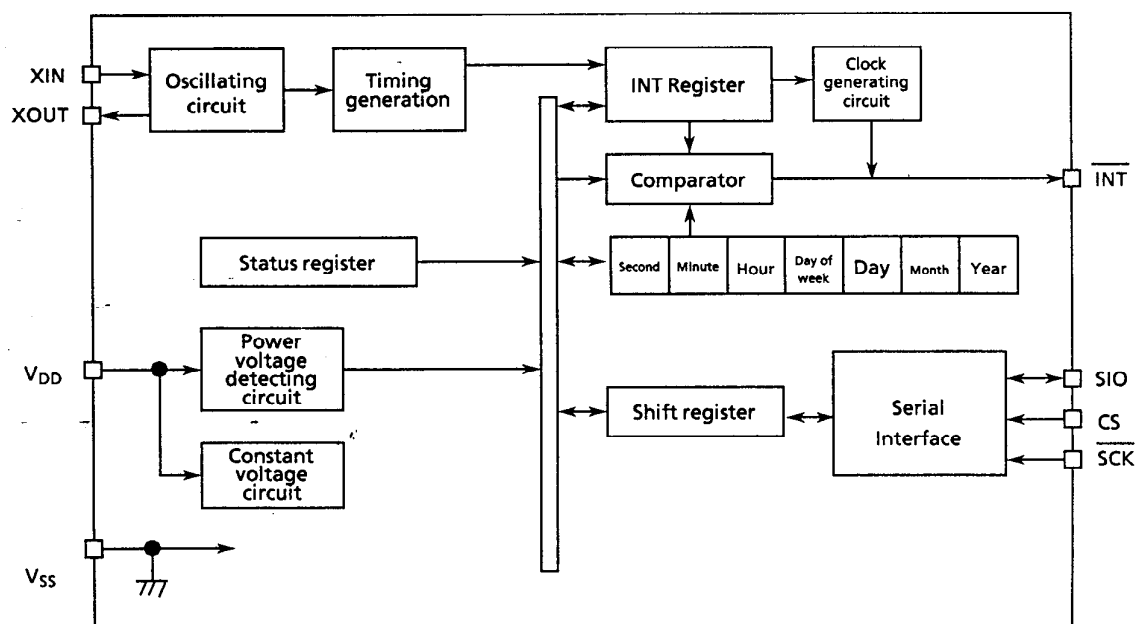 XIN
XOUT
Oscillating
circuit
Timing
generation
INT Register
Clock
generating
circuit
Comparator
INT
Status register
Second
Minute
Hour
Day of
week
Day
Month
Year
VDD
Power
voltage
detecting
circuit
Shift register
Serial
Interface
SIO
CS
SCK
Constant
voltage
circuit
VSS